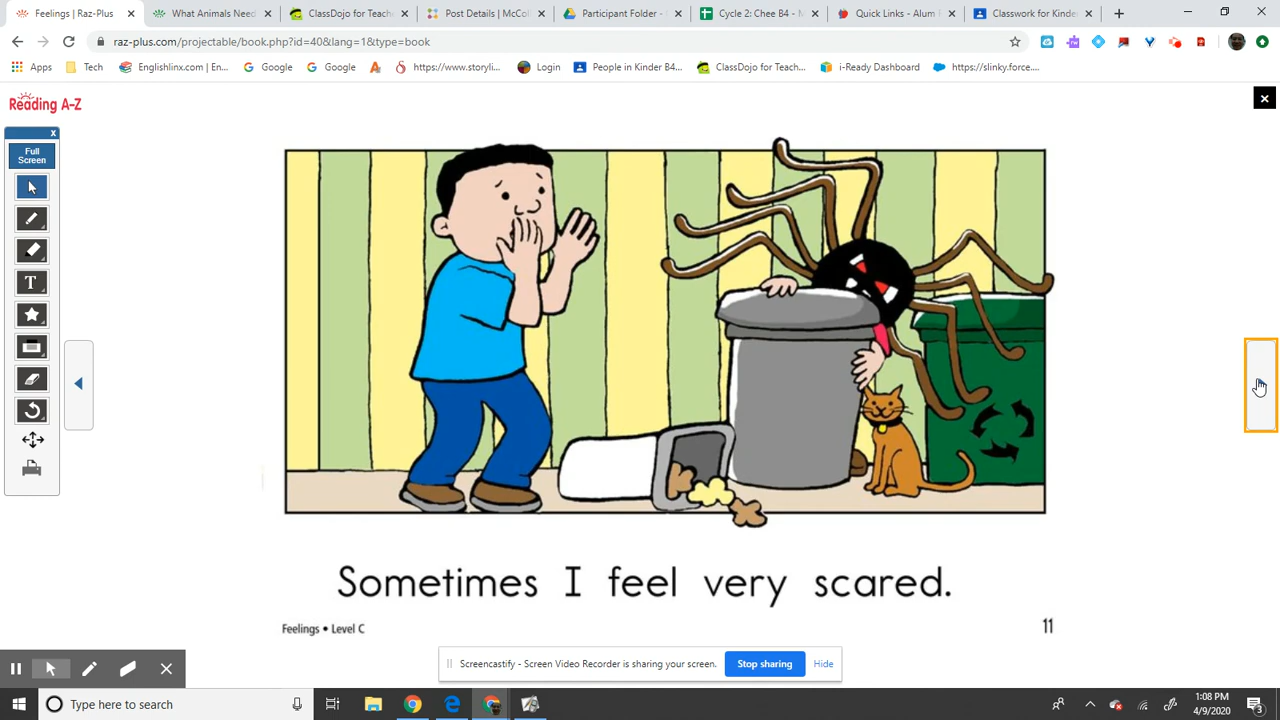 Feelings | Raz-Plus
What Animals Need
ClassDojo for Teache
Post Details | McCol
Participant Folder -
Cycle 2: Chee B4 -
Quick Links - Alum
Classwork for Kinder
raz-plus.com/projectable/book.php?id=40&lang=1&type=book
Apps
Tech
Englishlinx.com | En...
Google
Google
https://www.storyli...
Login
People in Kinder B4...
ClassDojo for Teach...
i-Ready Dashboard
https://slinky.force....
Reading A-Z
x
Full
Screen
T
Sometimes I feel very scared.
Feelings • Level C
11
Screencastify - Screen Video Recorder is sharing your screen.
Stop sharing
Hide
Type here to search
1:08 PM
4/9/2020
3